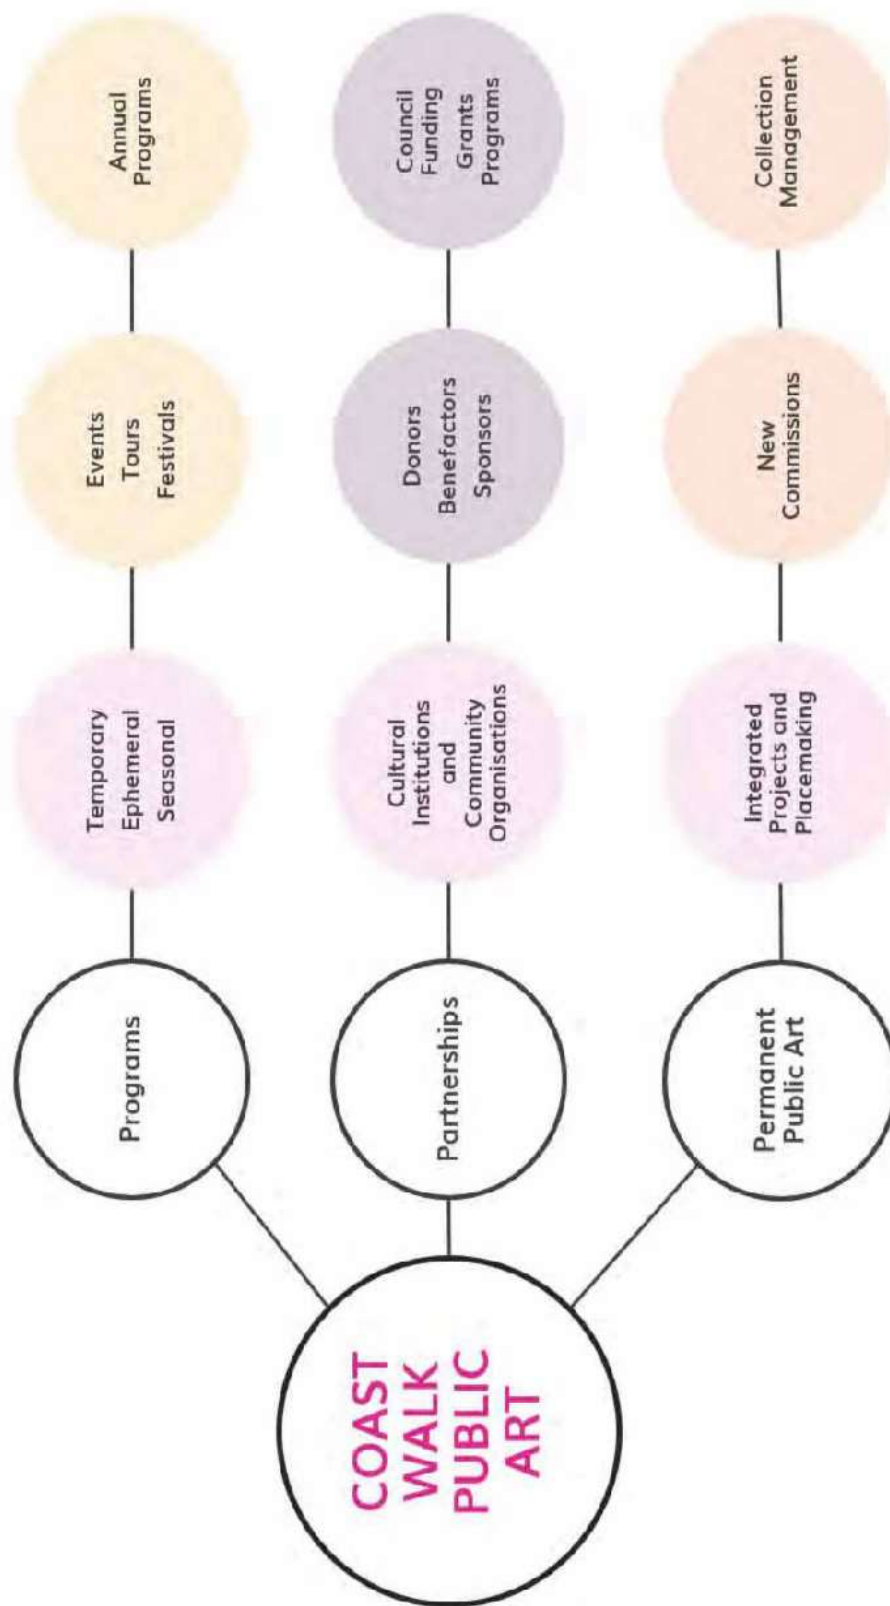 COAST
WALK
PUBLIC
ART
Programs
Temporary
Ephemeral
Seasonal
Events
Tours
Festivals
Annual
Programs
Partnerships
Cultural
Institutions
and
Community
Organisations
Donors
Benefactors
Sponsors
Council
Funding
Grants
Programs
Permanent
Public Art
Integrated
Projects and
Placemaking
New
Commissions
Collection
Management